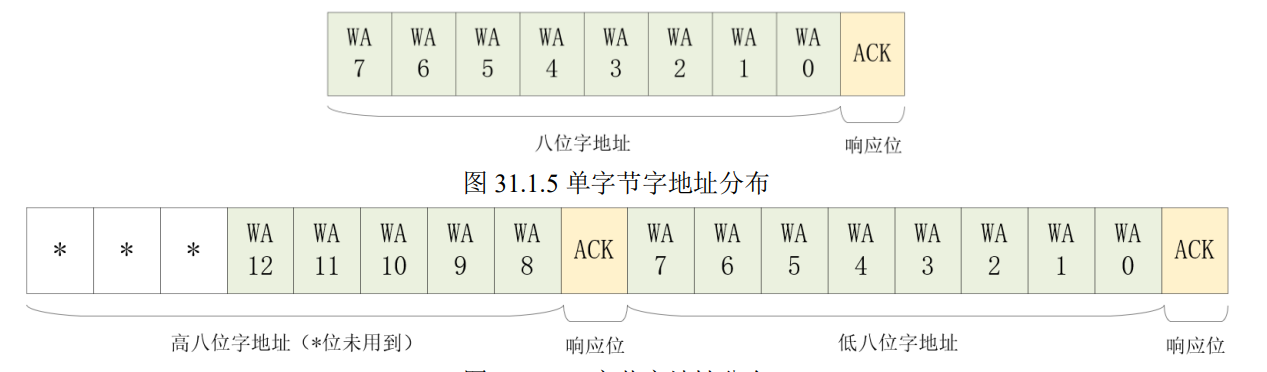 WA 7 WA 6 WA 5 WA 4 WA 3 WA 2 WA 1 WA 0 ACK
八位字地址 响应位
图 31.1.5 单字节字地址分布
* * * WA 12 WA 11 WA 10 WA 9 WA 8 ACK WA 7 WA 6 WA 5 WA 4 WA 3 WA 2 WA 1 WA 0 ACK
高八位字地址（*位未用到） 响应位 低八位字地址 响应位